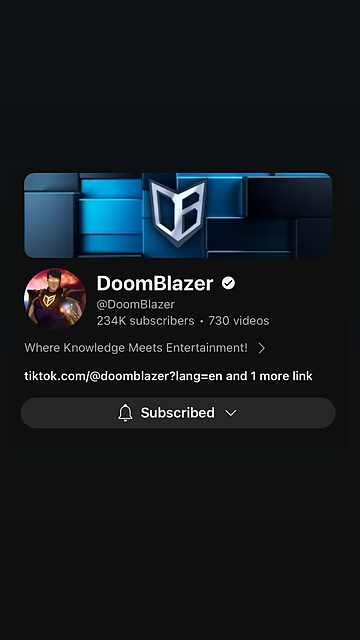 DB
DoomBlazer
@DoomBlazer
234K subscribers • 730 videos
Where Knowledge Meets Entertainment!
tiktok.com/@doomblazer?lang=en and 1 more link
Subscribed